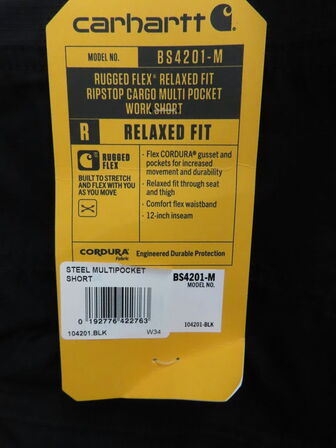 carhartt
MODEL NO. BS4201-M
RUGGED FLEX® RELAXED FIT
RIPSTOP CARGO MULTI POCKET
WORK SHORT
R RELAXED FIT
RUGGED
FLEX
BUILT TO STRETCH
AND FLEX WITH YOU
AS YOU MOVE
- Flex CORDURA® gusset and
pockets for increased
movement and durability
- Relaxed fit through seat
and thigh
- Comfort flex waistband
- 12-inch inseam
CORDURA®
Fabric
Engineered Durable Protection
STEEL MULTIPOCKET
SHORT
0 192776 422763
104201.BLK W34
BS4201-M
MODEL NO.
104201-BLK